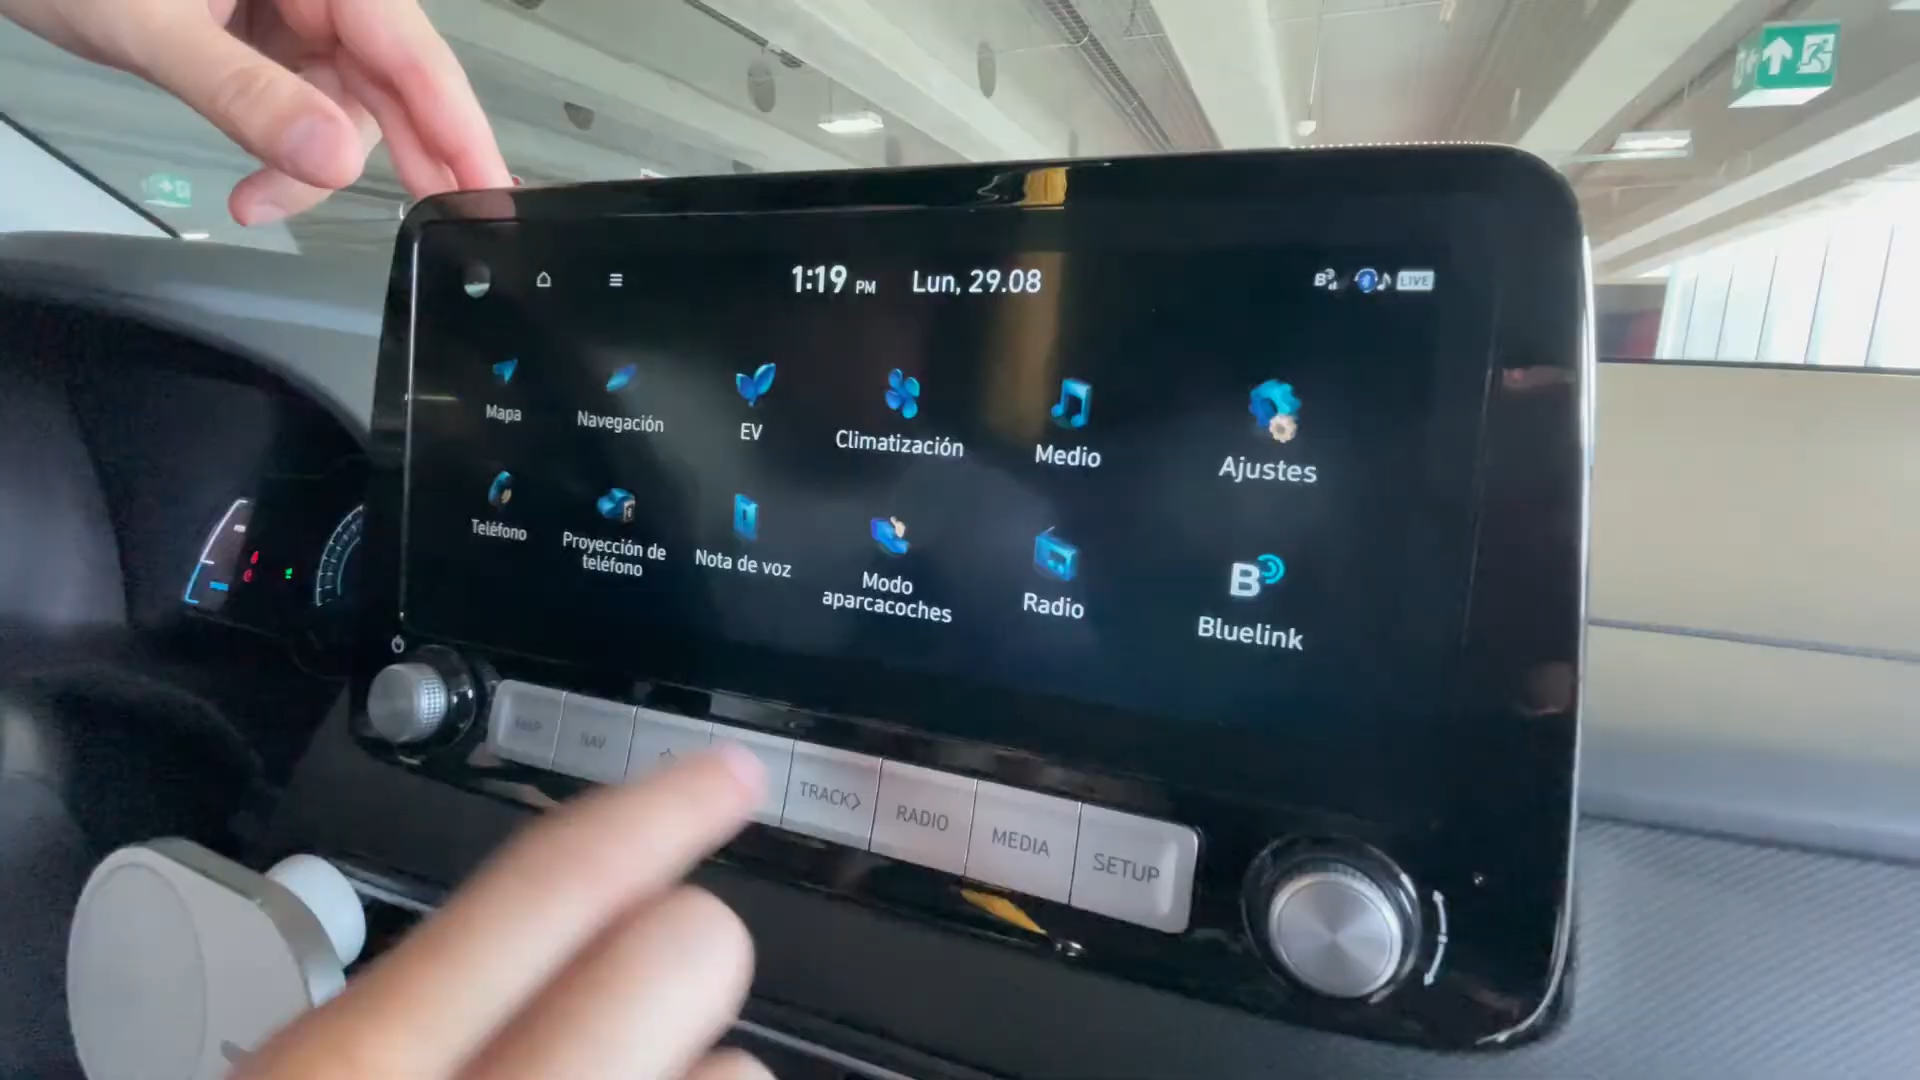 1:19 PM Lun, 29.08
LIVE
Mapa
Navegación
EV
Climatización
Medio
Ajustes
Teléfono
Proyección de
teléfono
Nota de voz
Modo
aparcacoches
Radio
B
Bluelink
MAP
NAV
TRACK>
RADIO
MEDIA
SETUP